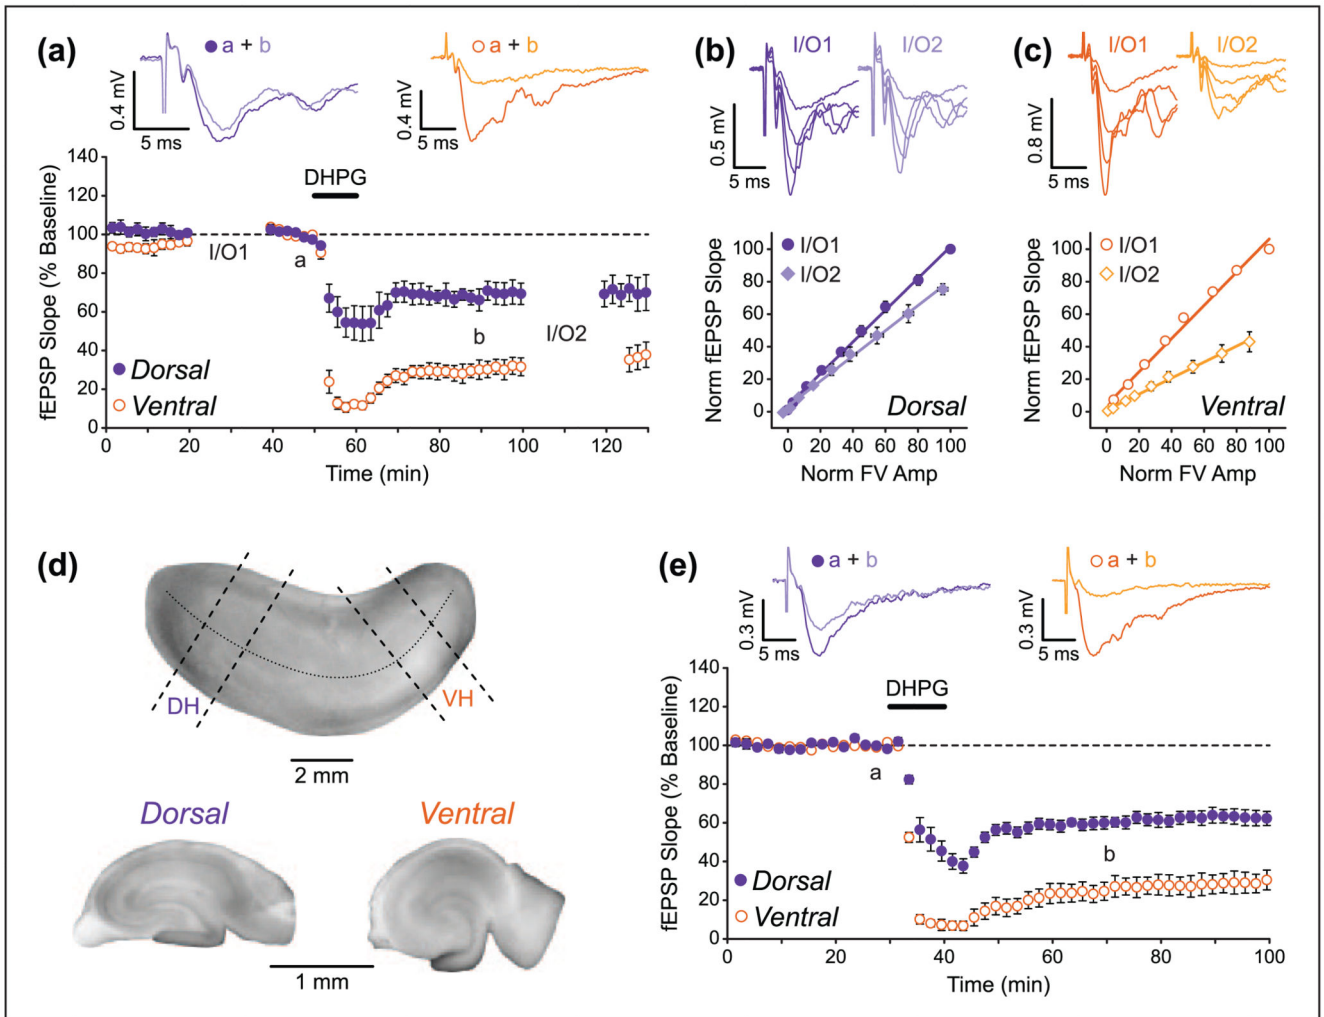 (a)
a + b
0.4 mV
5 ms
a + b
0.4 mV
5 ms
fEPSP Slope (% Baseline)
140
120
100
80
60
40
20
0
DHPG
I/O1
a
b
I/O2
Dorsal
Ventral
0 20 40 60 80 100 120
Time (min)
(b)
I/O1
I/O2
0.5 mV
5 ms
Norm fEPSP Slope
100
80
60
40
20
0
I/O1
I/O2
Dorsal
0 20 40 60 80 100
Norm FV Amp
(c)
I/O1
I/O2
0.8 mV
5 ms
Norm fEPSP Slope
100
80
60
40
20
0
I/O1
I/O2
Ventral
0 20 40 60 80 100
Norm FV Amp
(d)
DH
VH
2 mm
Dorsal
Ventral
1 mm
(e)
a + b
0.3 mV
5 ms
a + b
0.3 mV
5 ms
fEPSP Slope (% Baseline)
140
120
100
80
60
40
20
0
DHPG
a
b
Dorsal
Ventral
0 20 40 60 80 100
Time (min)